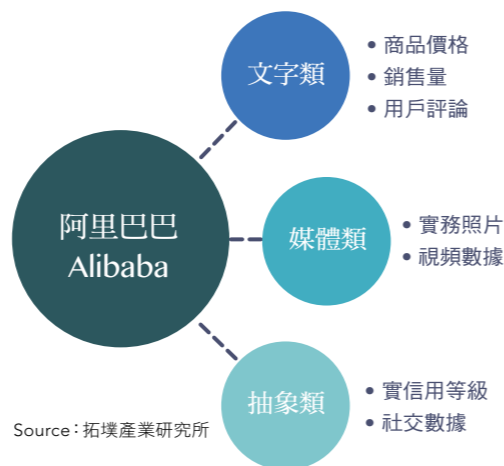 文字類
• 商品價格
• 銷售量
• 用戶評論
阿里巴巴
Alibaba
媒體類
• 實務照片
• 視頻數據
抽象類
• 實信用等級
• 社交數據
Source：拓墣產業研究所